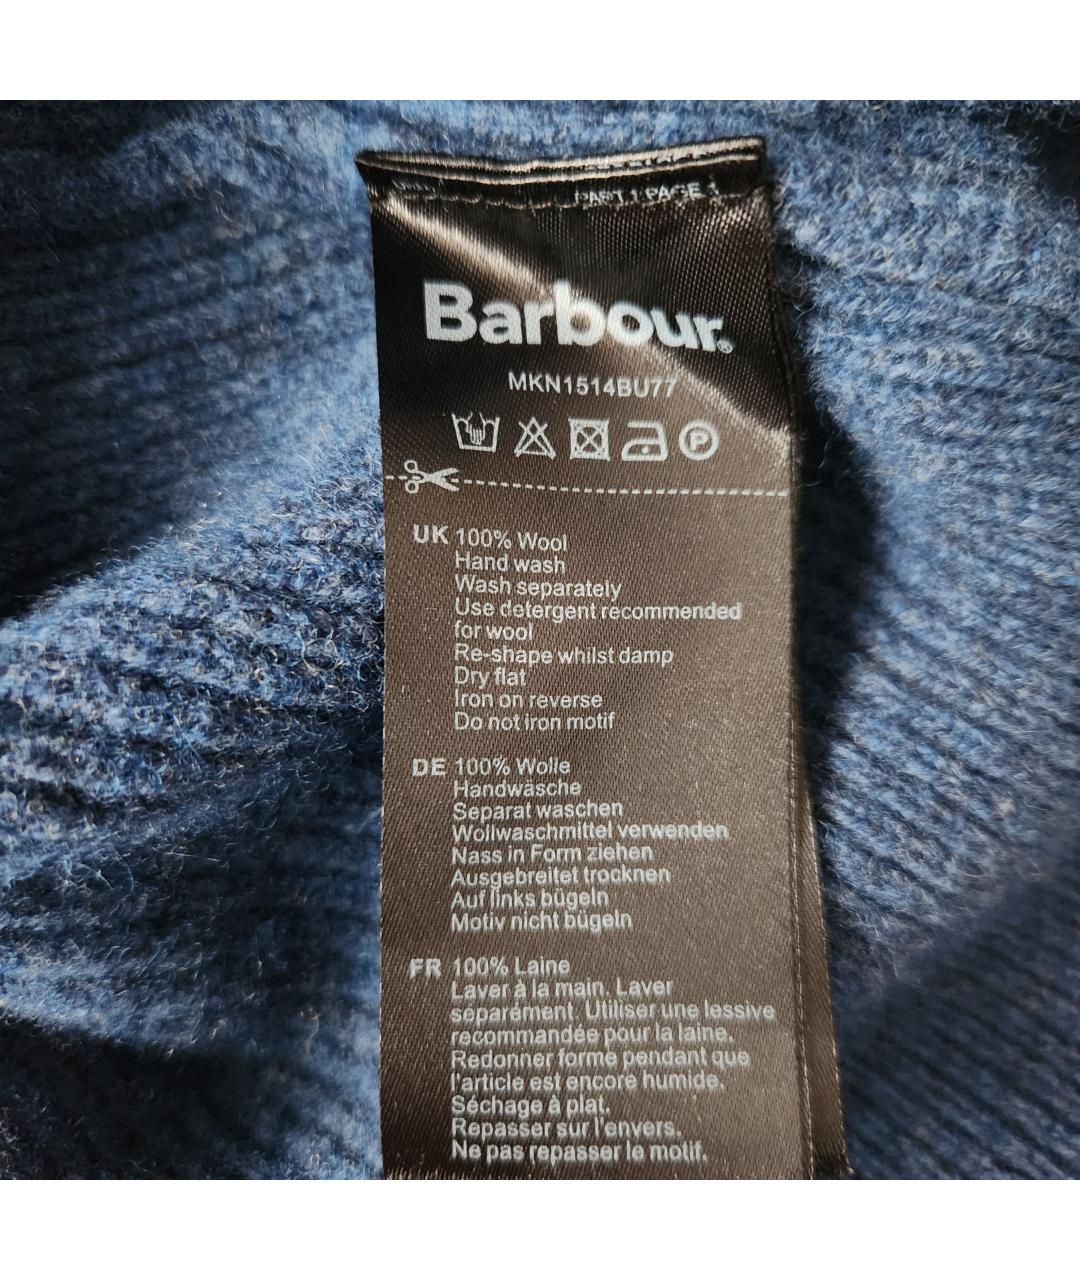 PART 1 PAGE 1
Barbour®
MKN1514BU77
P
UK 100% Wool
Hand wash
Wash separately
Use detergent recommended
for wool
Re-shape whilst damp
Dry flat
Iron on reverse
Do not iron motif
DE 100% Wolle
Handwäsche
Separat waschen
Wollwaschmittel verwenden
Nass in Form ziehen
Ausgebreitet trocknen
Auf links bügeln
Motiv nicht bügeln
FR 100% Laine
Laver à la main. Laver
séparément. Utiliser une lessive
recommandée pour la laine.
Redonner forme pendant que
l'article est encore humide.
Séchage à plat.
Repasser sur l'envers.
Ne pas repasser le motif.